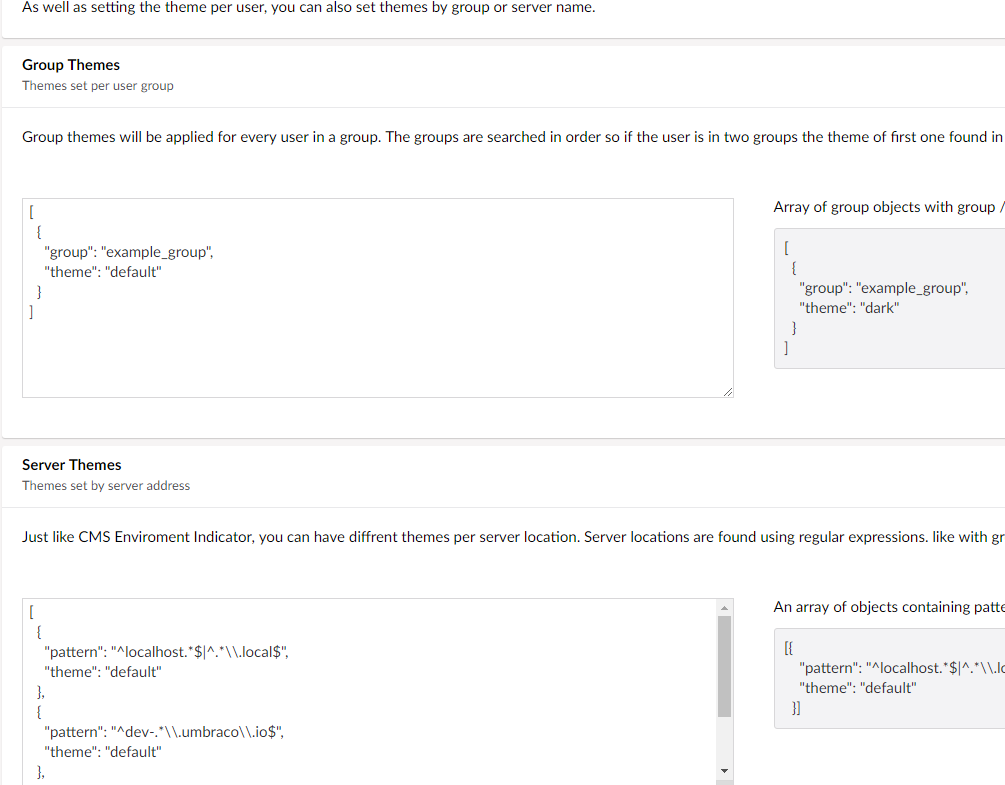 As well as setting the theme per user, you can also set themes by group or server name.
Group Themes
Themes set per user group
Group themes will be applied for every user in a group. The groups are searched in order so if the user is in two groups the theme of first one found in
[
{
"group": "example_group",
"theme": "default"
}
]
Array of group objects with group /
[
{
"group": "example_group",
"theme": "dark"
}
]
Server Themes
Themes set by server address
Just like CMS Enviroment Indicator, you can have diffrent themes per server location. Server locations are found using regular expressions. like with gr
[
{
"pattern": "^localhost.*$|^.*\\.local$",
"theme": "default"
},
{
"pattern": "^dev-.*\\.umbraco\\.io$",
"theme": "default"
},
An array of objects containing patte
[{
"pattern": "^localhost.*$|^.*\\.lo
"theme": "default"
}]